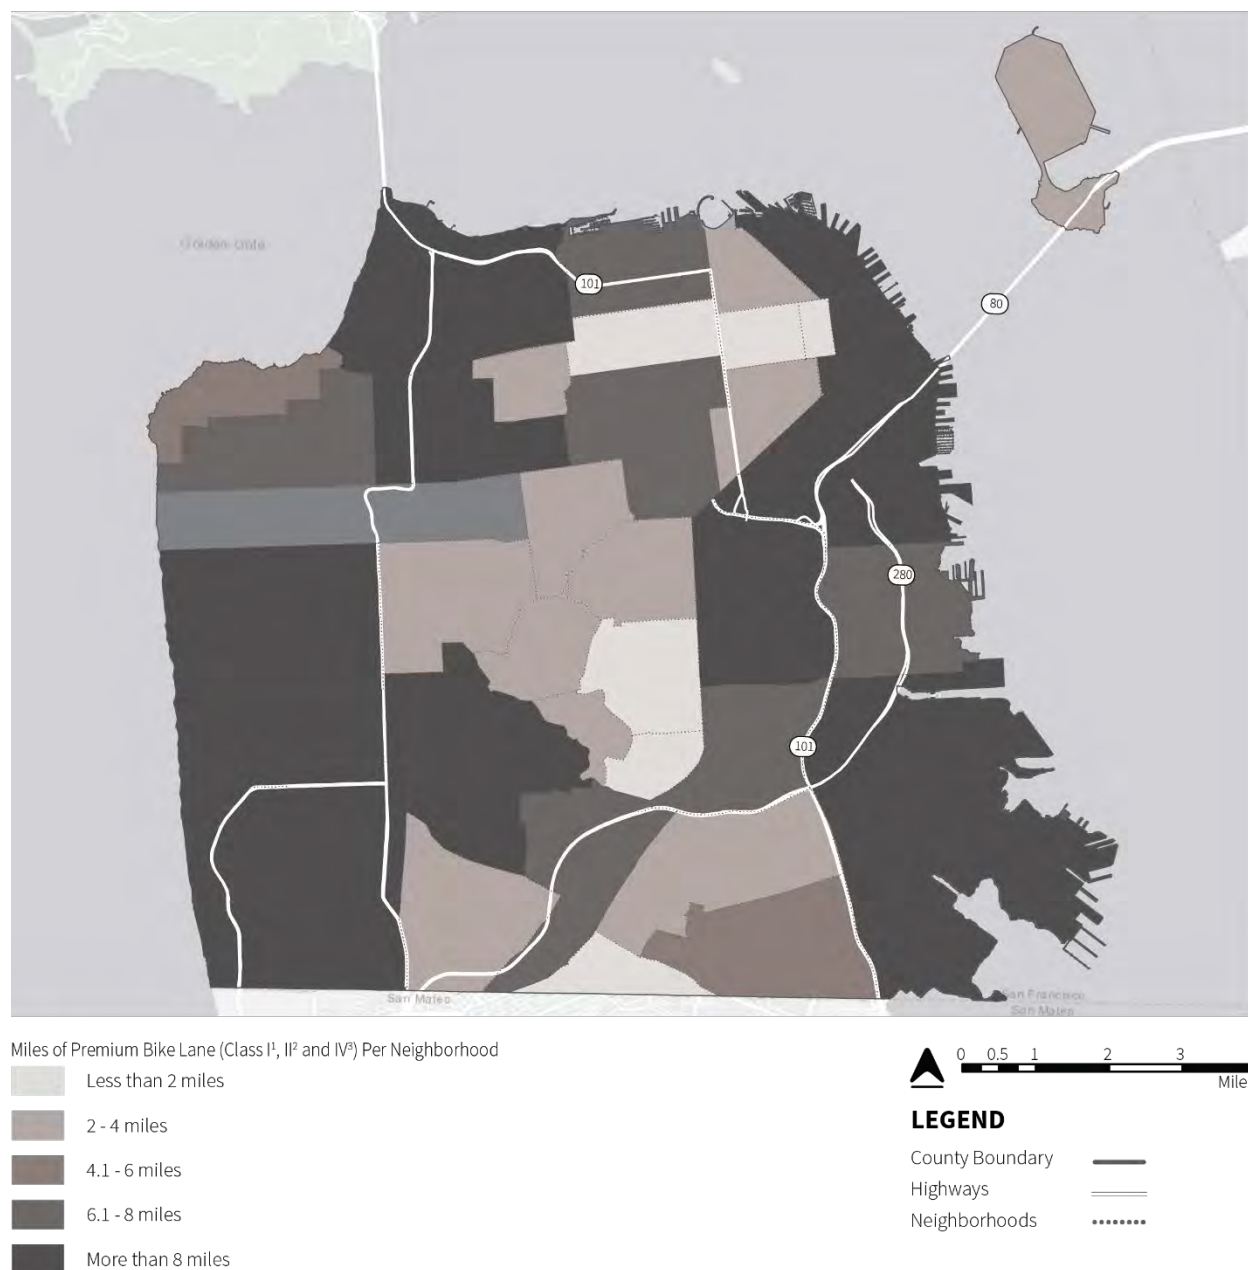 Golden Gate
101
80
280
101
San Mateo
San Francisco
San Mateo
Miles of Premium Bike Lane (Class I¹, II² and IV³) Per Neighborhood
Less than 2 miles
2 - 4 miles
4.1 - 6 miles
6.1 - 8 miles
More than 8 miles
0 0.5 1 2 3
Mile
LEGEND
County Boundary
Highways
Neighborhoods